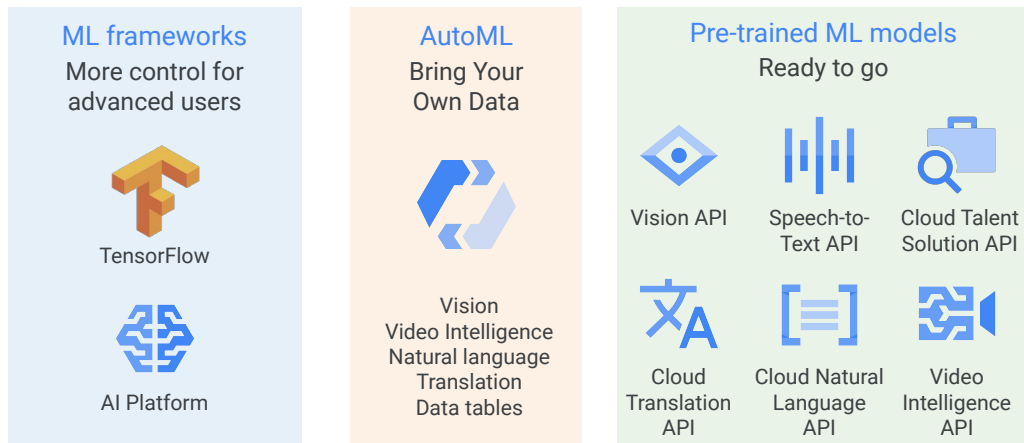 ML frameworks
More control for
advanced users
TensorFlow
AI Platform
AutoML
Bring Your
Own Data
Vision
Video Intelligence
Natural language
Translation
Data tables
Pre-trained ML models
Ready to go
Vision API
Speech-to-
Text API
Cloud Talent
Solution API
Cloud
Translation
API
Cloud Natural
Language
API
Video
Intelligence
API